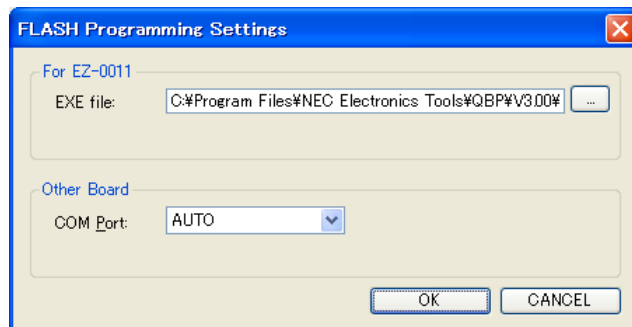 FLASH Programming Settings
For EZ-0011
EXE file: C:¥Program Files¥NEC Electronics Tools¥QBP¥V3.00¥ ...
Other Board
COM Port: AUTO
OK CANCEL